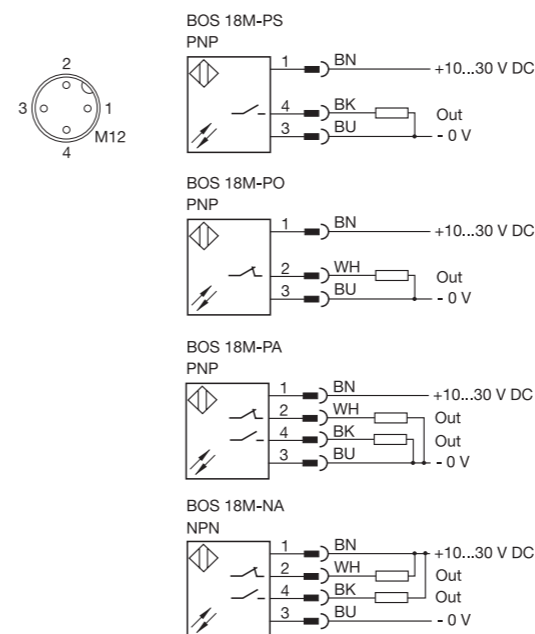 BOS 18M-PS
PNP
1 BN +10...30 V DC
4 BK Out
3 BU - 0 V
2
3 1
M12
4
BOS 18M-PO
PNP
1 BN +10...30 V DC
2 WH Out
3 BU - 0 V
BOS 18M-PA
PNP
1 BN +10...30 V DC
2 WH Out
4 BK Out
3 BU - 0 V
BOS 18M-NA
NPN
1 BN +10...30 V DC
2 WH Out
4 BK Out
3 BU - 0 V